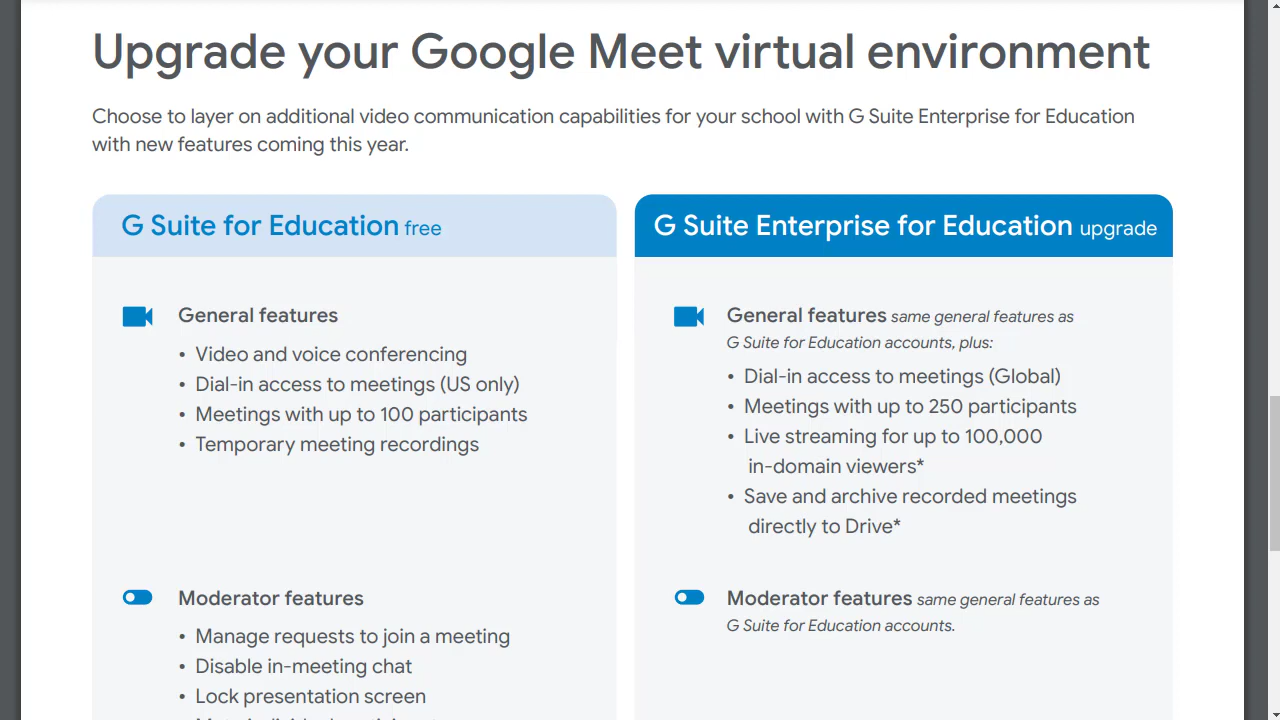 Upgrade your Google Meet virtual environment
Choose to layer on additional video communication capabilities for your school with G Suite Enterprise for Education
with new features coming this year.
G Suite for Education free
General features
• Video and voice conferencing
• Dial-in access to meetings (US only)
• Meetings with up to 100 participants
• Temporary meeting recordings
Moderator features
• Manage requests to join a meeting
• Disable in-meeting chat
• Lock presentation screen
G Suite Enterprise for Education upgrade
General features same general features as
G Suite for Education accounts, plus:
• Dial-in access to meetings (Global)
• Meetings with up to 250 participants
• Live streaming for up to 100,000
in-domain viewers*
• Save and archive recorded meetings
directly to Drive*
Moderator features same general features as
G Suite for Education accounts.